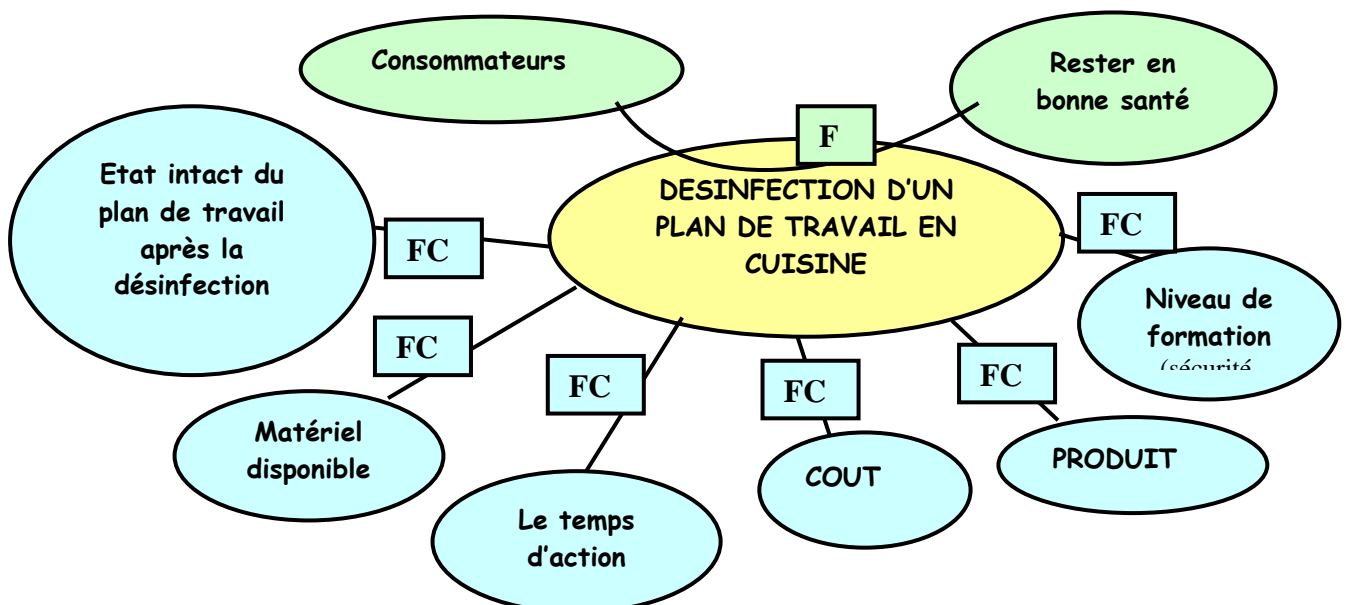 Consommateurs
Rester en
bonne santé
F
Etat intact du
plan de travail
après la
désinfection
DESINFECTION D'UN
PLAN DE TRAVAIL EN
CUISINE
FC
FC
Niveau de
formation
(sécurité
FC
FC
FC
FC
Matériel
disponible
Le temps
d'action
COUT
PRODUIT